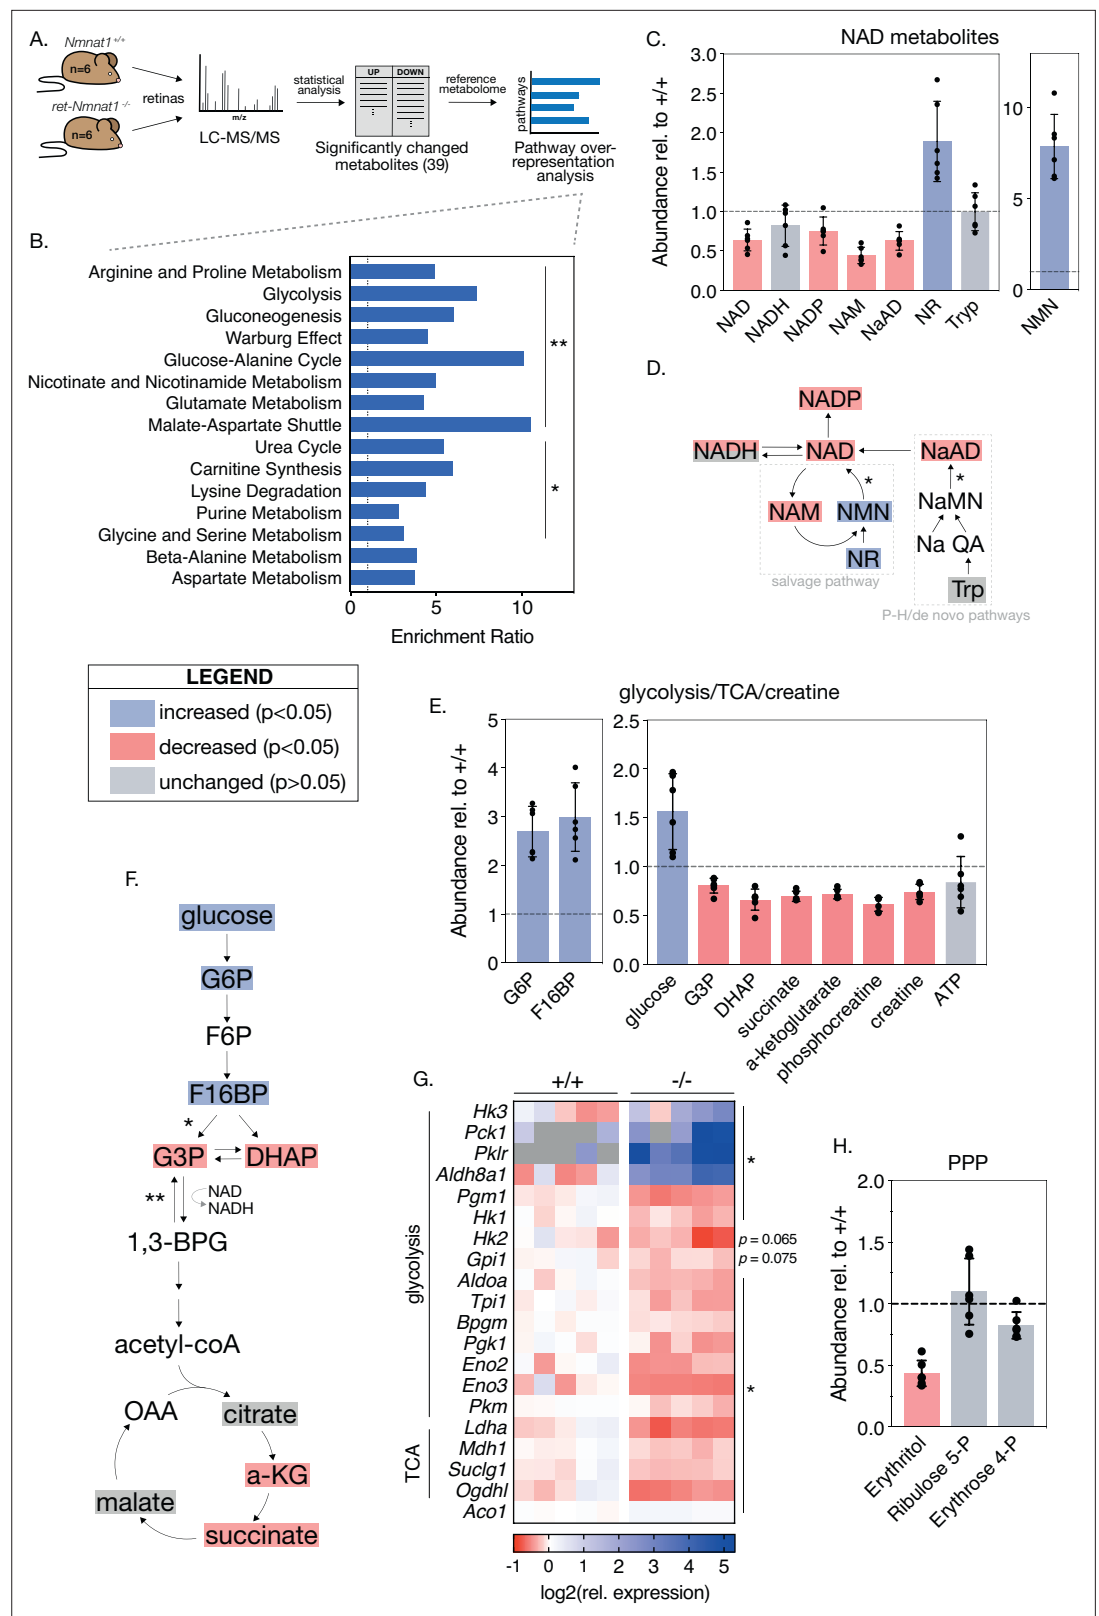 A.
Nmnat1+/+
n=6
ret-Nmnat1-/-
n=6
retinas
m/z
LC-MS/MS
statistical
analysis
UP DOWN
Significantly changed
metabolites (39)
reference
metabolome
pathways
Pathway over-
representation
analysis
B.
Arginine and Proline Metabolism
Glycolysis
Gluconeogenesis
Warburg Effect
Glucose-Alanine Cycle
Nicotinate and Nicotinamide Metabolism
Glutamate Metabolism
Malate-Aspartate Shuttle
Urea Cycle
Carnitine Synthesis
Lysine Degradation
Purine Metabolism
Glycine and Serine Metabolism
Beta-Alanine Metabolism
Aspartate Metabolism
**
*
0 5 10
Enrichment Ratio
C.
NAD metabolites
Abundance rel. to +/+
3.0
2.5
2.0
1.5
1.0
0.5
0.0
NAD NADH NADP NAM NaAD NR Tryp
10
5
0
NMN
D.
NADP
NADH NAD NaAD
* *
NAM NMN NaMN
Na QA
NR
salvage pathway
Trp
P-H/de novo pathways
LEGEND
increased (p<0.05)
decreased (p<0.05)
unchanged (p>0.05)
E.
glycolysis/TCA/creatine
Abundance rel. to +/+
5
4
3
2
1
0
G6P F16BP
2.5
2.0
1.5
1.0
0.5
0.0
glucose G3P DHAP succinate a-ketoglutarate phosphocreatine creatine ATP
F.
glucose
G6P
F6P
F16BP
*
G3P DHAP
**
NAD
NADH
1,3-BPG
acetyl-coA
OAA
citrate
a-KG
malate
succinate
G.
+/+ -/-
glycolysis
TCA
Hk3
Pck1
Pklr
Aldh8a1
Pgm1
Hk1
Hk2
Gpi1
Aldoa
Tpi1
Bpgm
Pgk1
Eno2
Eno3
Pkm
Ldha
Mdh1
Suclg1
Ogdhl
Aco1
*
p = 0.065
p = 0.075
*
-1 0 1 2 3 4 5
log2(rel. expression)
H.
PPP
Abundance rel. to +/+
2.0
1.5
1.0
0.5
0.0
Erythritol Ribulose 5-P Erythrose 4-P